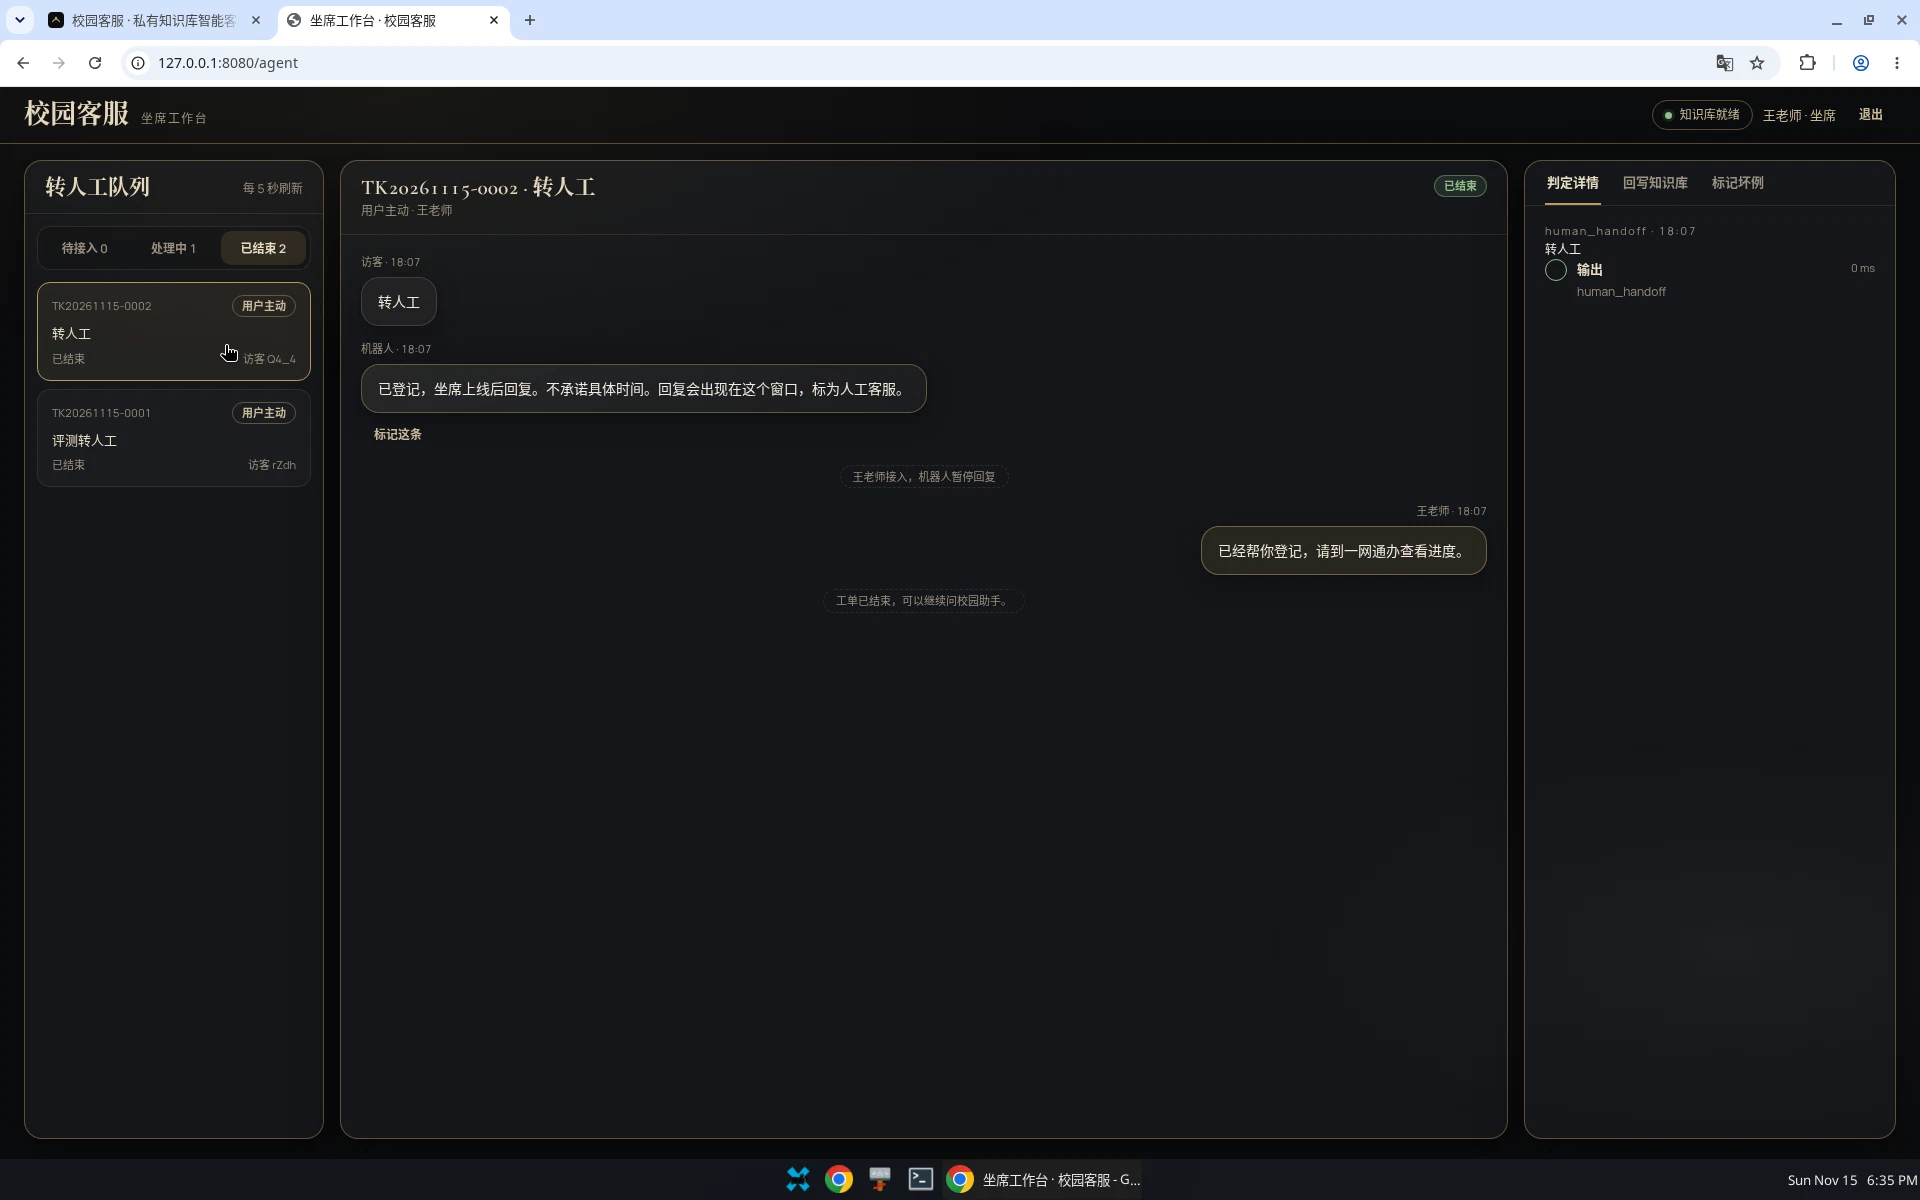 校园客服 · 私有知识库智能客
坐席工作台 · 校园客服
127.0.0.1:8080/agent
校园客服 坐席工作台
知识库就绪
王老师 · 坐席
退出
转人工队列
每 5 秒刷新
待接入 0
处理中 1
已结束 2
TK20261115-0002
用户主动
转人工
已结束
访客 Q4_4
TK20261115-0001
用户主动
评测转人工
已结束
访客 rZdh
TK20261115-0002 · 转人工
用户主动 · 王老师
已结束
访客 · 18:07
转人工
机器人 · 18:07
已登记，坐席上线后回复。不承诺具体时间。回复会出现在这个窗口，标为人工客服。
标记这条
王老师接入，机器人暂停回复
王老师 · 18:07
已经帮你登记，请到一网通办查看进度。
工单已结束，可以继续问校园助手。
判定详情
回写知识库
标记坏例
human_handoff · 18:07
转人工
输出
0 ms
human_handoff
坐席工作台 · 校园客服 - G...
Sun Nov 15 6:35 PM